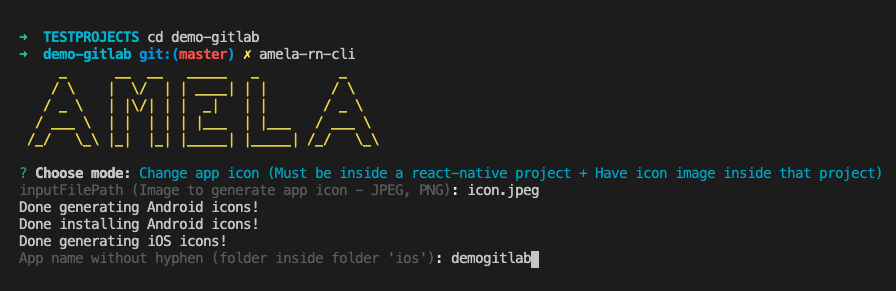 ➜ TESTPROJECTS cd demo-gitlab
➜ demo-gitlab git:(master) ✗ amela-rn-cli
AMELA
? Choose mode: Change app icon (Must be inside a react-native project + Have icon image inside that project)
inputFilePath (Image to generate app icon - JPEG, PNG): icon.jpeg
Done generating Android icons!
Done installing Android icons!
Done generating iOS icons!
App name without hyphen (folder inside folder 'ios'): demogitlab